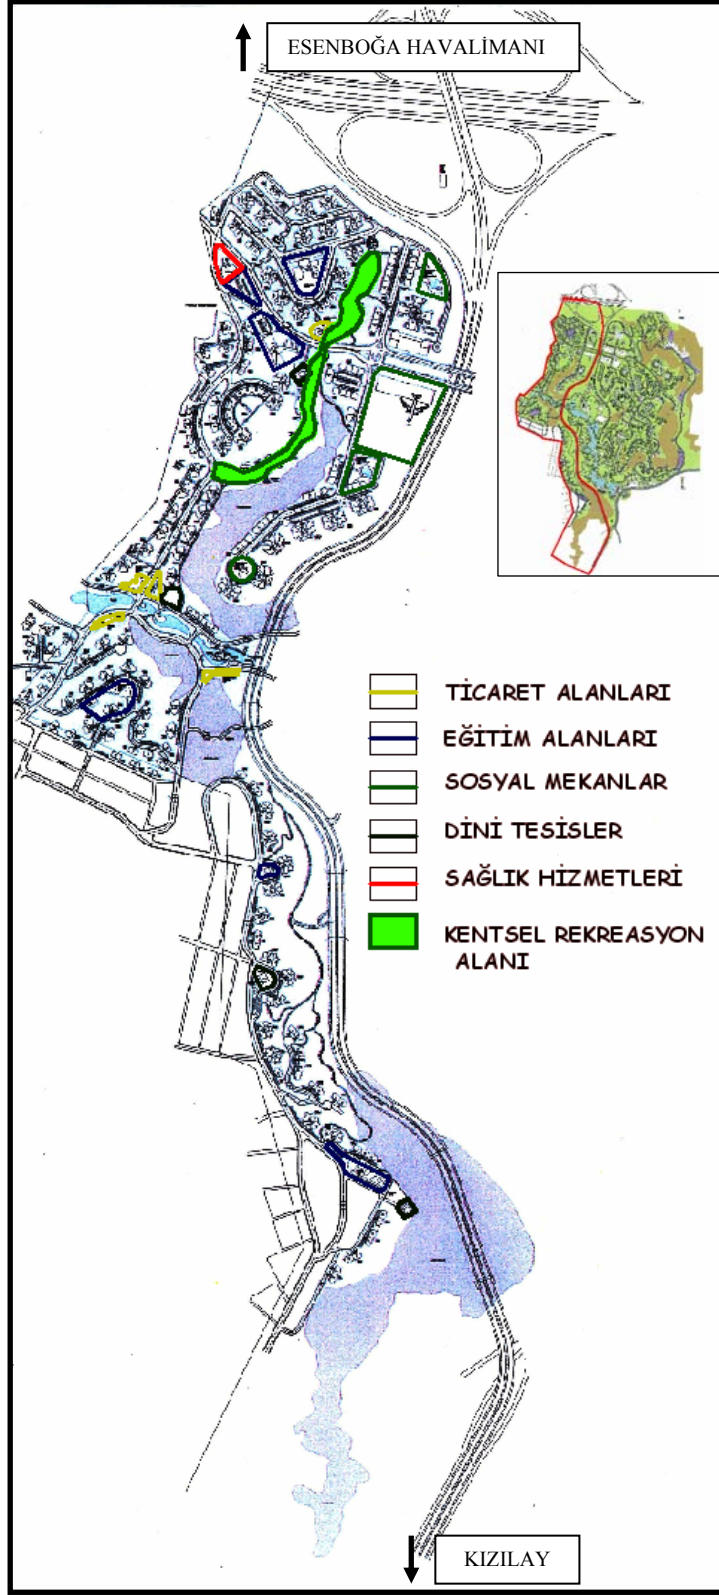 ESENBOĞA HAVALİMANI
TİCARET ALANLARI
EĞİTİM ALANLARI
SOSYAL MEKANLAR
DİNİ TESİSLER
SAĞLIK HİZMETLERİ
KENTSEL REKREASYON
ALANI
KIZILAY